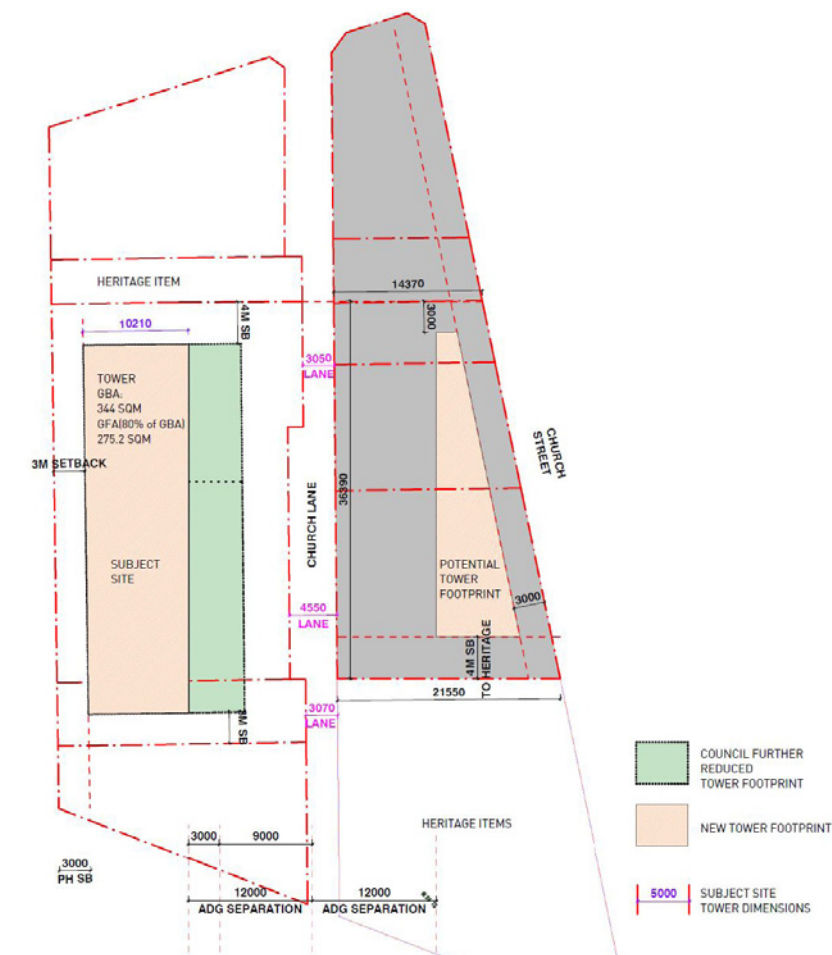 14370
HERITAGE ITEM
4M SB
3000
10210
3050
LANE
TOWER
GBA:
344 SQM
GFA(80% of GBA)
275.2 SQM
CHURCH
STREET
3M SETBACK
36390
CHURCH LANE
SUBJECT
SITE
POTENTIAL
TOWER
FOOTPRINT
3000
4550
LANE
4M SB
TO HERITAGE
21550
3070
LANE
M SB
COUNCIL FURTHER
REDUCED
TOWER FOOTPRINT
HERITAGE ITEMS
NEW TOWER FOOTPRINT
3000
9000
3000
PH SB
12000
12000
ADG SEPARATION
ADG SEPARATION
5000
SUBJECT SITE
TOWER DIMENSIONS